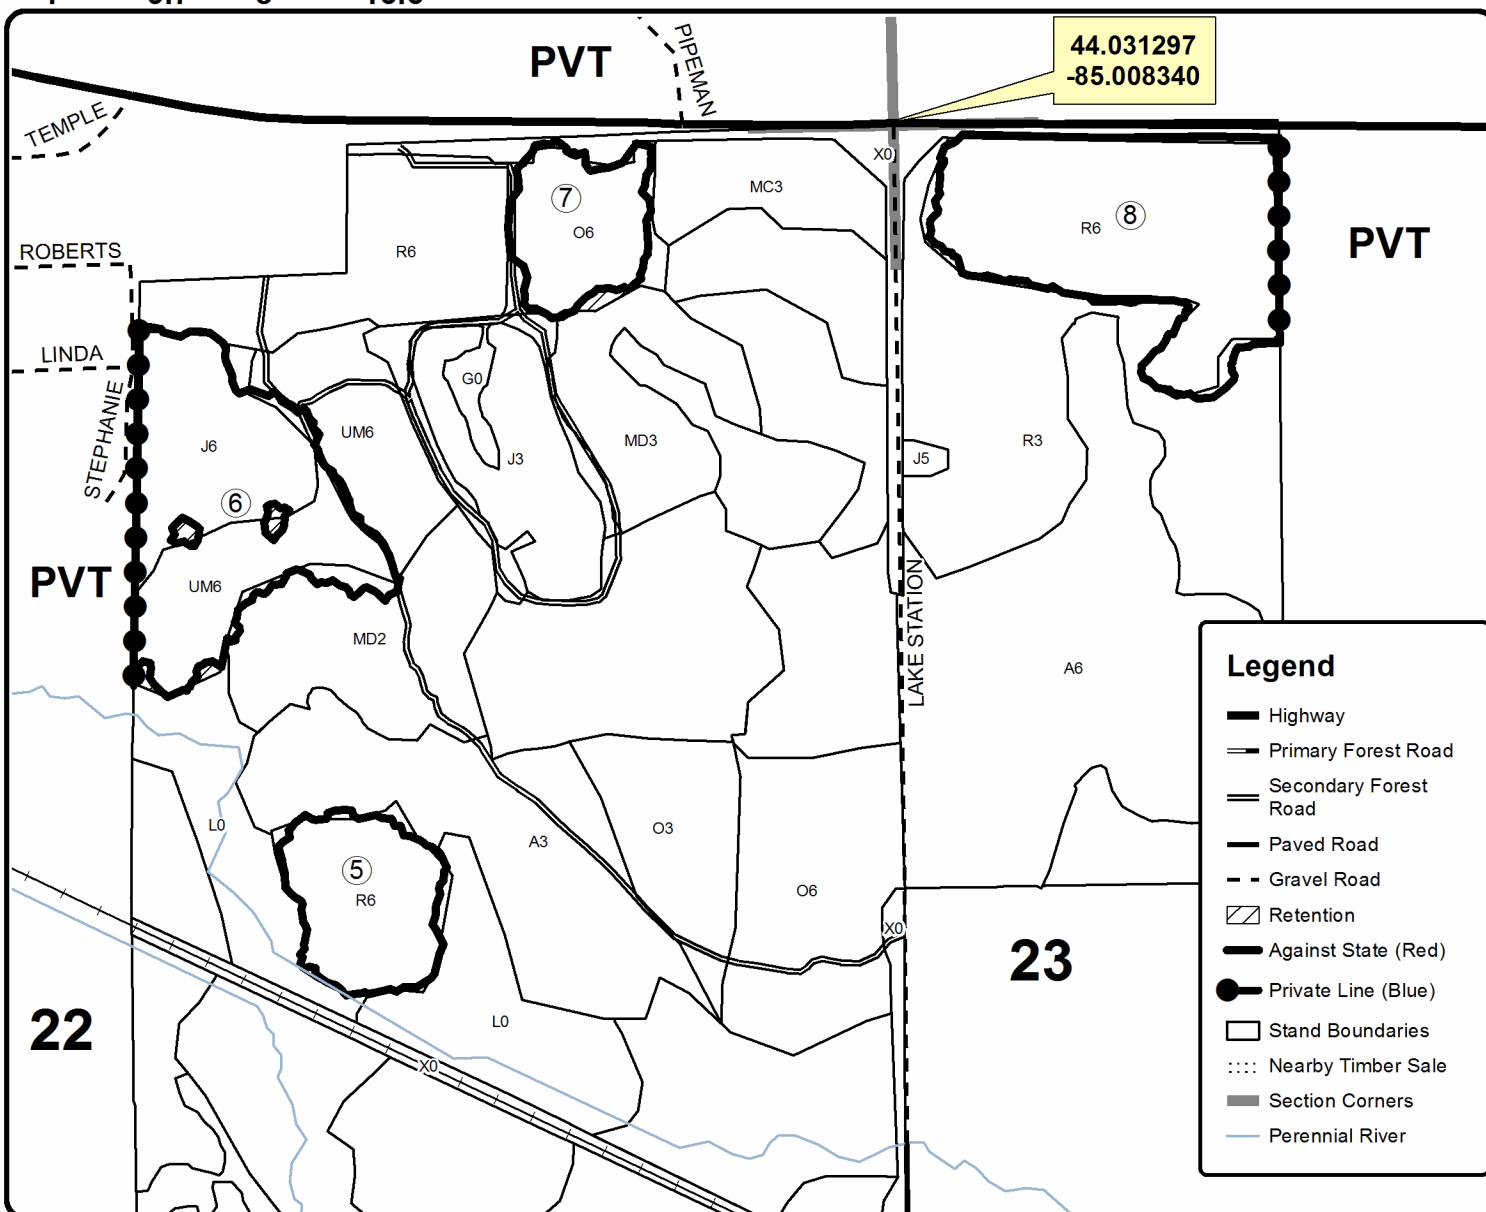 PVT
PIPEMAN
44.031297
-85.008340
TEMPLE
X0
MC3
7
8
O6
R6
R6
PVT
ROBERTS
LINDA
STEPHANIE
G0
J6
UM6
J3
MD3
J5
R3
6
PVT
UM6
MD2
LAKE STATION
A6
L0
A3
O3
5
R6
O6
X0
23
22
L0
X0
Legend
Highway
Primary Forest Road
Secondary Forest
Road
Paved Road
Gravel Road
Retention
Against State (Red)
Private Line (Blue)
Stand Boundaries
Nearby Timber Sale
Section Corners
Perennial River